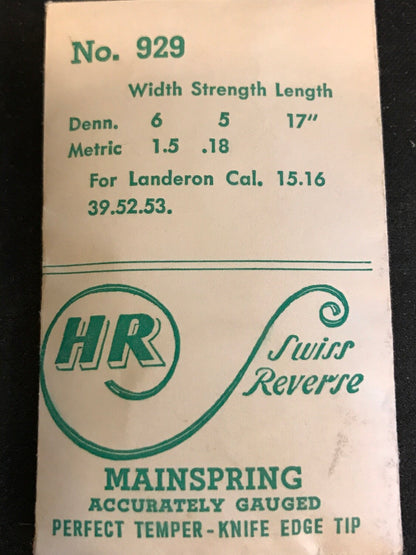 No. 929
Width Strength Length
Denn. 6 5 17"
Metric 1.5 .18
For Landeron Cal. 15.16
39.52.53.
HR
Swiss
Reverse
MAINSPRING
ACCURATELY GAUGED
PERFECT TEMPER-KNIFE EDGE TIP